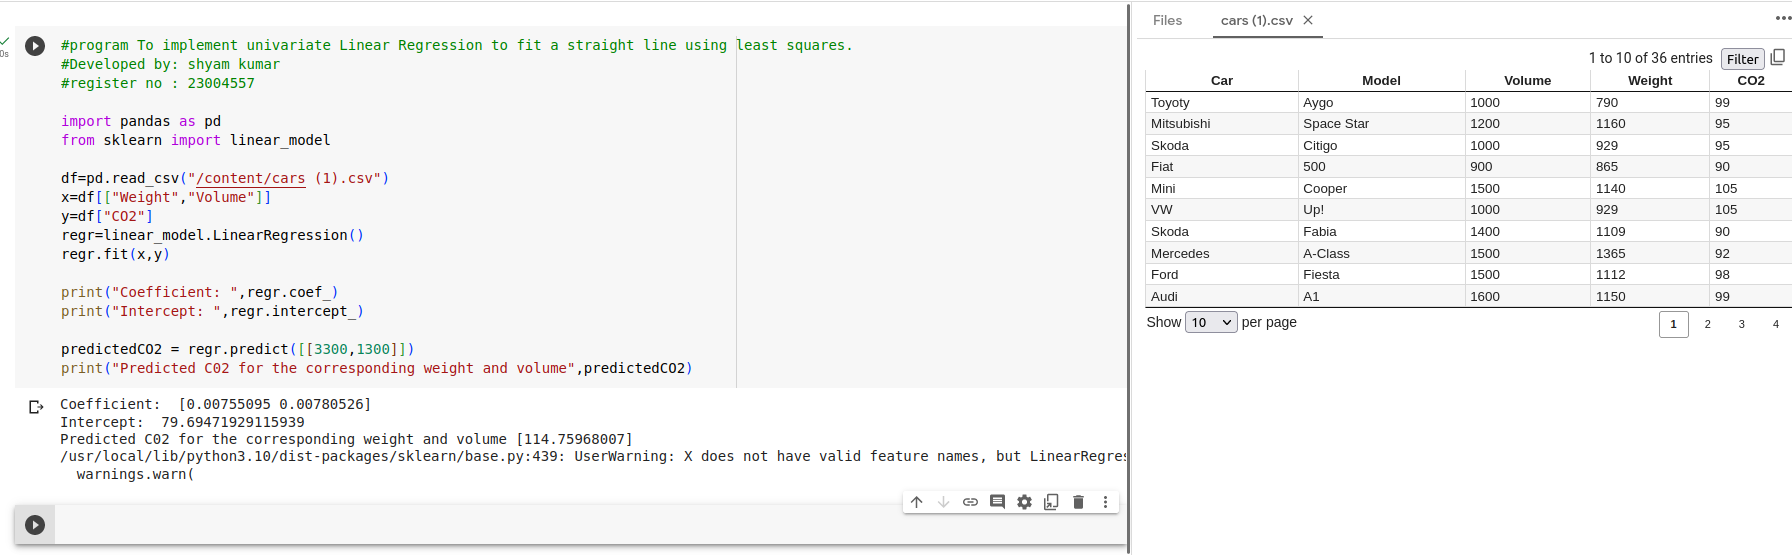 #program To implement univariate Linear Regression to fit a straight line using least squares.
#Developed by: shyam kumar
#register no : 23004557
import pandas as pd
from sklearn import linear_model
df=pd.read_csv("/content/cars (1).csv")
x=df[["Weight","Volume"]]
y=df["CO2"]
regr=linear_model.LinearRegression()
regr.fit(x,y)
print("Coefficient: ",regr.coef_)
print("Intercept: ",regr.intercept_)
predictedCO2 = regr.predict([[3300,1300]])
print("Predicted C02 for the corresponding weight and volume",predictedCO2)
0s
Coefficient:  [0.00755095 0.00780526]
Intercept:  79.69471929115939
Predicted C02 for the corresponding weight and volume [114.75968007]
/usr/local/lib/python3.10/dist-packages/sklearn/base.py:439: UserWarning: X does not have valid feature names, but LinearRegres
warnings.warn(
Files cars (1).csv
1 to 10 of 36 entries Filter
Car Model Volume Weight CO2
Toyoty Aygo 1000 790 99
Mitsubishi Space Star 1200 1160 95
Skoda Citigo 1000 929 95
Fiat 500 900 865 90
Mini Cooper 1500 1140 105
VW Up! 1000 929 105
Skoda Fabia 1400 1109 90
Mercedes A-Class 1500 1365 92
Ford Fiesta 1500 1112 98
Audi A1 1600 1150 99
Show 10 per page 1 2 3 4